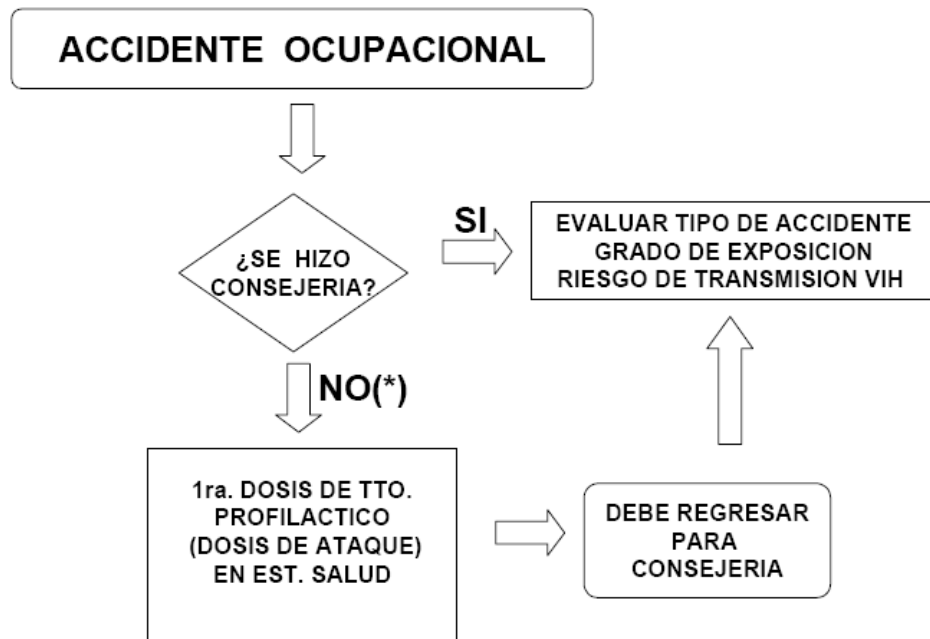 ACCIDENTE OCUPACIONAL
¿SE HIZO
CONSEJERIA?
SI
EVALUAR TIPO DE ACCIDENTE
GRADO DE EXPOSICION
RIESGO DE TRANSMISION VIH
NO(*)
1ra. DOSIS DE TTO.
PROFILACTICO
(DOSIS DE ATAQUE)
EN EST. SALUD
DEBE REGRESAR
PARA
CONSEJERIA